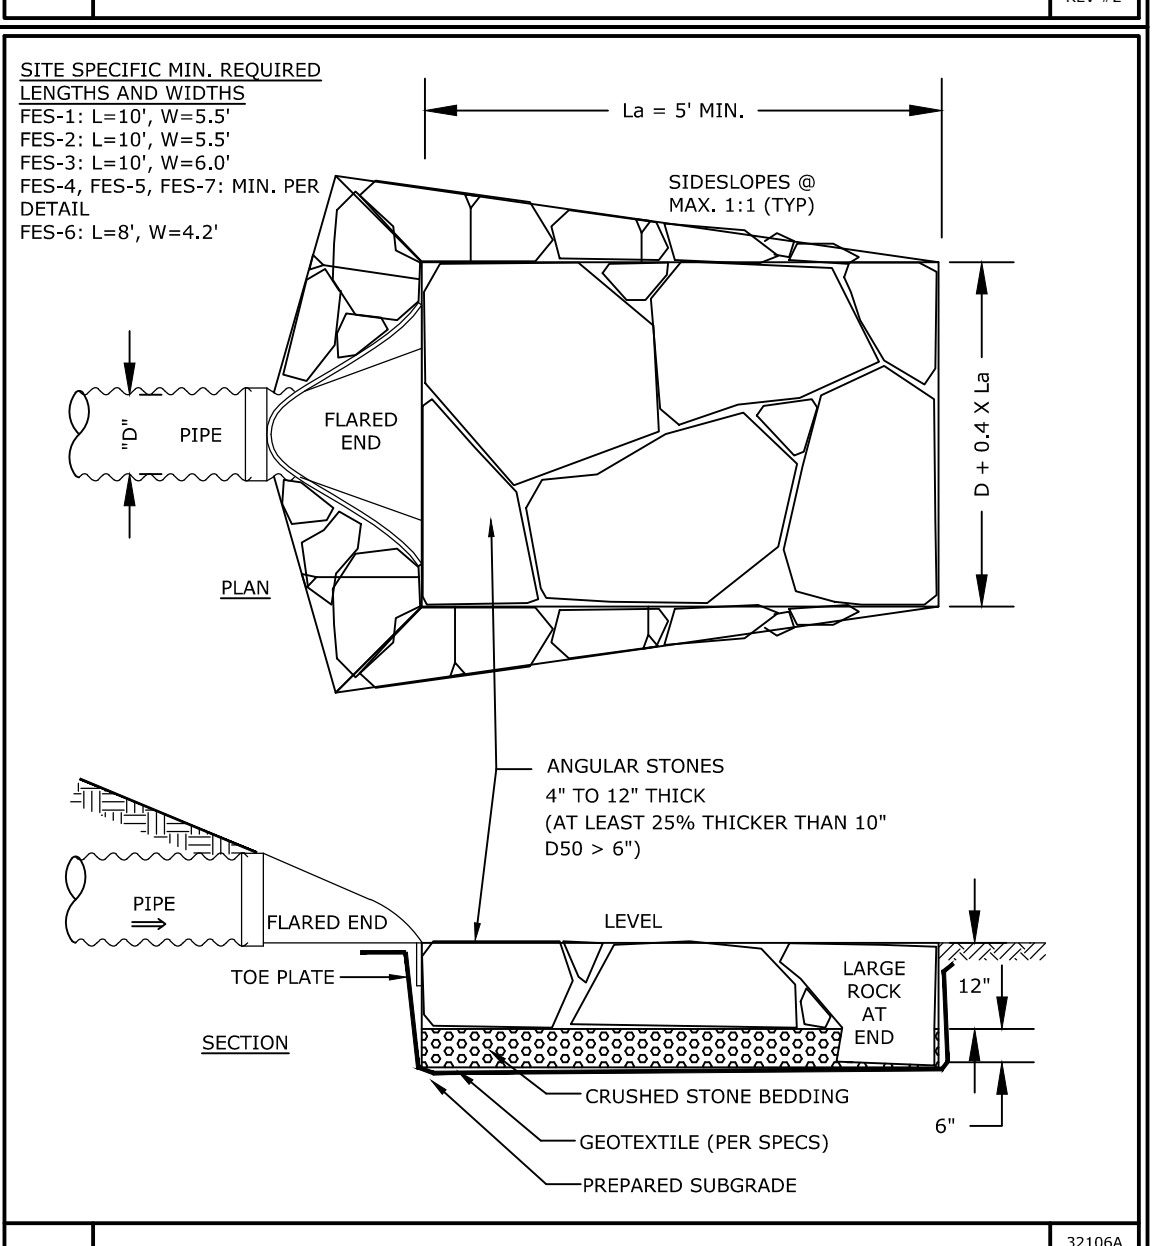 SITE SPECIFIC MIN. REQUIRED
LENGTHS AND WIDTHS
FES-1: L=10', W=5.5'
FES-2: L=10', W=5.5'
FES-3: L=10', W=6.0'
FES-4, FES-5, FES-7: MIN. PER
DETAIL
FES-6: L=8', W=4.2'
La = 5' MIN.
SIDESLOPES @
MAX. 1:1 (TYP)
"D"
PIPE
FLARED
END
D + 0.4 X La
PLAN
ANGULAR STONES
4" TO 12" THICK
(AT LEAST 25% THICKER THAN 10"
D50 > 6")
PIPE
FLARED END
LEVEL
TOE PLATE
LARGE
ROCK
AT
END
12"
SECTION
CRUSHED STONE BEDDING
6"
GEOTEXTILE (PER SPECS)
PREPARED SUBGRADE
32106A